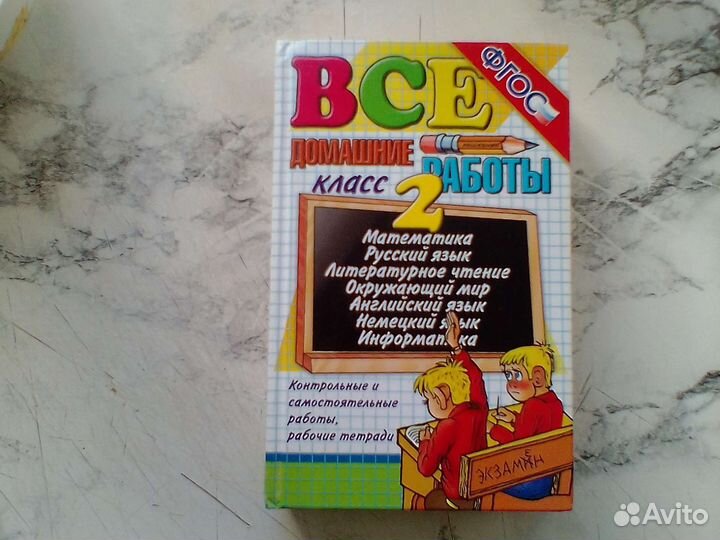 ВСЕ
ФГОС
ДОМАШНИЕ
РАБОТЫ
класс 2
Математика
Русский язык
Литературное чтение
Окружающий мир
Английский язык
Немецкий язык
Информатика
Контрольные и
самостоятельные
работы,
рабочие тетради
ЭКЗАМЕН
Avito